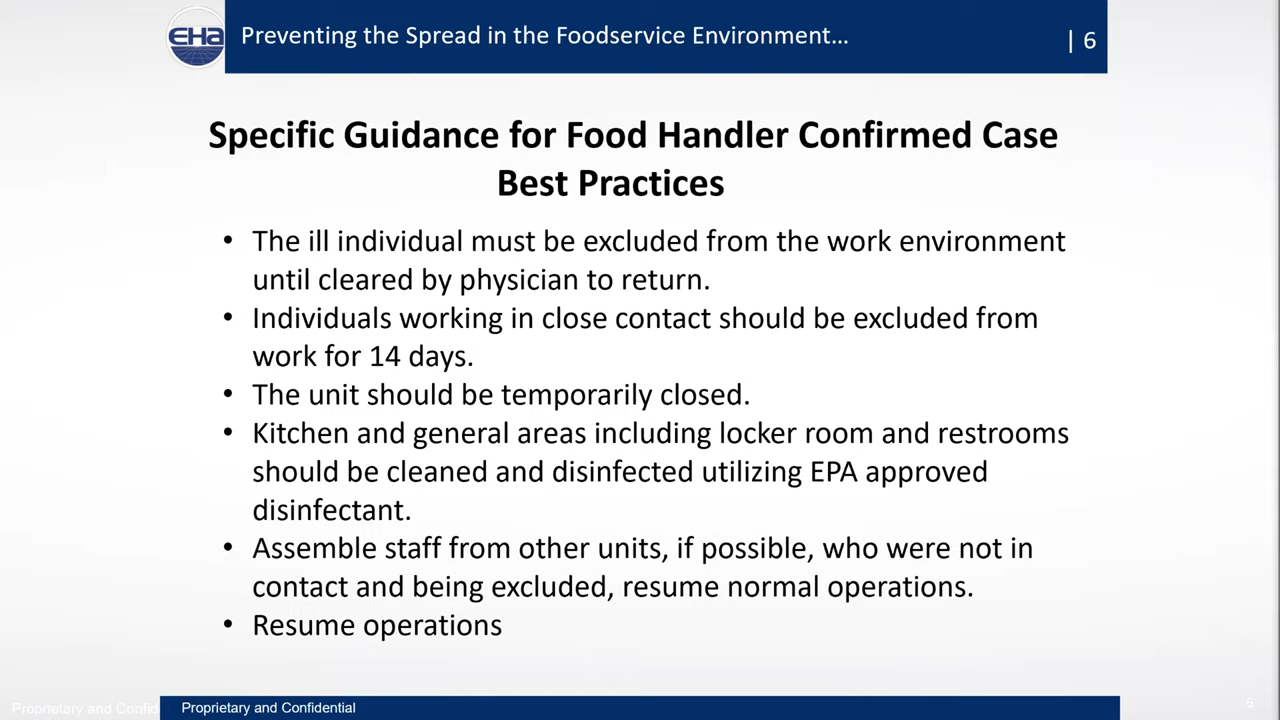 EHA
Preventing the Spread in the Foodservice Environment...
| 6
Specific Guidance for Food Handler Confirmed Case
Best Practices
• The ill individual must be excluded from the work environment
until cleared by physician to return.
• Individuals working in close contact should be excluded from
work for 14 days.
• The unit should be temporarily closed.
• Kitchen and general areas including locker room and restrooms
should be cleaned and disinfected utilizing EPA approved
disinfectant.
• Assemble staff from other units, if possible, who were not in
contact and being excluded, resume normal operations.
• Resume operations
Proprietary and Confid
Proprietary and Confidential
6